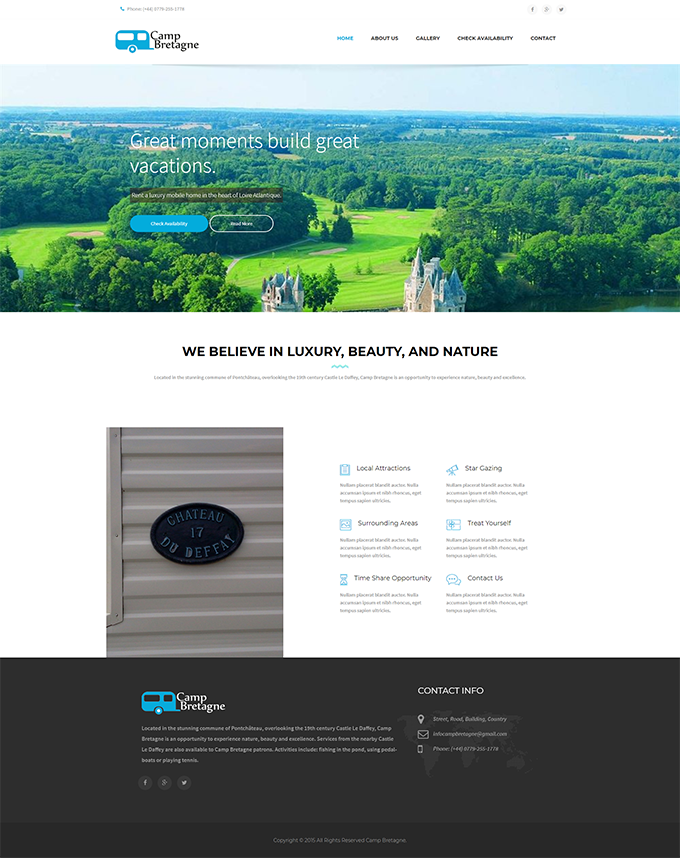 Phone: (+44) 0779-255-1778
Camp
Bretagne
HOME ABOUT US GALLERY CHECK AVAILABILITY CONTACT
Great moments build great
vacations.
Rent a luxury mobile home in the heart of Loire Atlantique.
Check Availability Read More
WE BELIEVE IN LUXURY, BEAUTY, AND NATURE
Located in the stunning commune of Pontchâteau, overlooking the 19th century Castle Le Deffay, Camp Bretagne is an opportunity to experience nature, beauty and excellence.
CHATEAU
17
DU DEFFAY
Local Attractions
Nullam placerat blandit auctor. Nulla
accumsan ipsum et nibh rhoncus, eget
tempus sapien ultricies.
Star Gazing
Nullam placerat blandit auctor. Nulla
accumsan ipsum et nibh rhoncus, eget
tempus sapien ultricies.
Surrounding Areas
Nullam placerat blandit auctor. Nulla
accumsan ipsum et nibh rhoncus, eget
tempus sapien ultricies.
Treat Yourself
Nullam placerat blandit auctor. Nulla
accumsan ipsum et nibh rhoncus, eget
tempus sapien ultricies.
Time Share Opportunity
Nullam placerat blandit auctor. Nulla
accumsan ipsum et nibh rhoncus, eget
tempus sapien ultricies.
Contact Us
Nullam placerat blandit auctor. Nulla
accumsan ipsum et nibh rhoncus, eget
tempus sapien ultricies.
Camp
Bretagne
Located in the stunning commune of Pontchâteau, overlooking the 19th century Castle Le Daffey, Camp
Bretagne is an opportunity to experience nature, beauty and excellence. Services from the nearby Castle
Le Daffey are also available to Camp Bretagne patrons. Activities include: fishing in the pond, using pedal-
boats or playing tennis.
CONTACT INFO
Street, Road, Building, Country
infocampbretagne@gmail.com
Phone: (+44) 0779-255-1778
Copyright © 2015 All Rights Reserved Camp Bretagne.